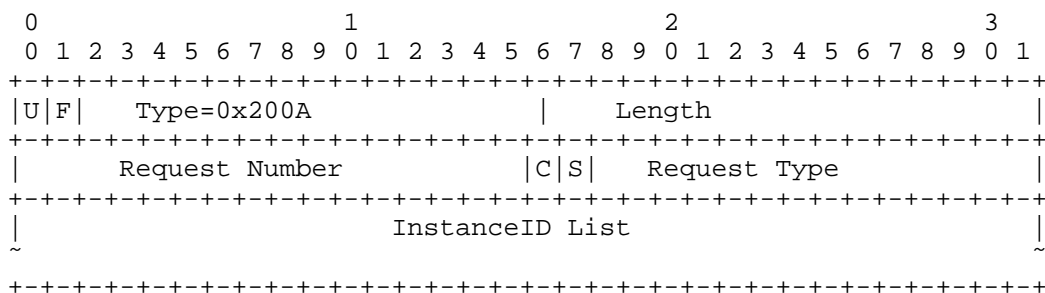 0                   1                   2                   3
 0 1 2 3 4 5 6 7 8 9 0 1 2 3 4 5 6 7 8 9 0 1 2 3 4 5 6 7 8 9 0 1
+-+-+-+-+-+-+-+-+-+-+-+-+-+-+-+-+-+-+-+-+-+-+-+-+-+-+-+-+-+-+-+-+
|U|F|   Type=0x200A              |    Length                    |
+-+-+-+-+-+-+-+-+-+-+-+-+-+-+-+-+-+-+-+-+-+-+-+-+-+-+-+-+-+-+-+-+
|      Request Number           |C|S|   Request Type            |
+-+-+-+-+-+-+-+-+-+-+-+-+-+-+-+-+-+-+-+-+-+-+-+-+-+-+-+-+-+-+-+-+
|                       InstanceID List                         |
~                                                               ~
+-+-+-+-+-+-+-+-+-+-+-+-+-+-+-+-+-+-+-+-+-+-+-+-+-+-+-+-+-+-+-+-+